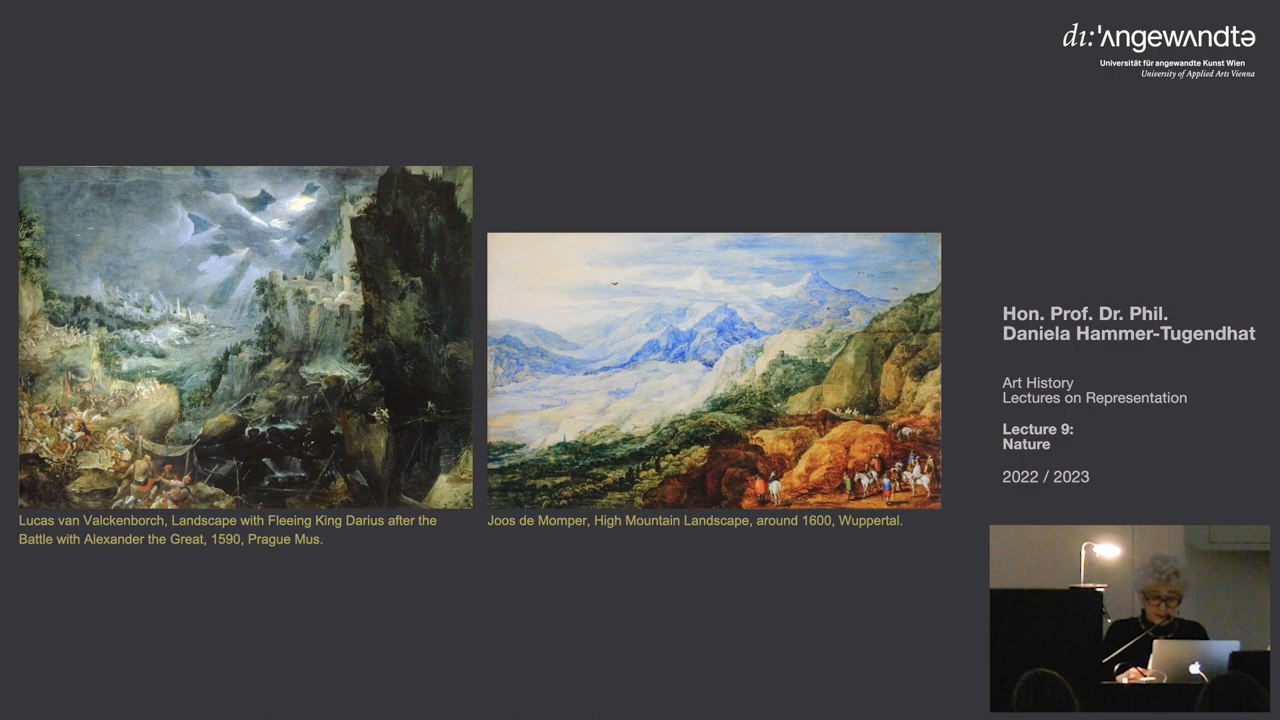 dı:'ʌngewʌndtə
Universität für angewandte Kunst Wien
University of Applied Arts Vienna
Lucas van Valckenborch, Landscape with Fleeing King Darius after the
Battle with Alexander the Great, 1590, Prague Mus.
Joos de Momper, High Mountain Landscape, around 1600, Wuppertal.
Hon. Prof. Dr. Phil.
Daniela Hammer-Tugendhat
Art History
Lectures on Representation
Lecture 9:
Nature
2022 / 2023